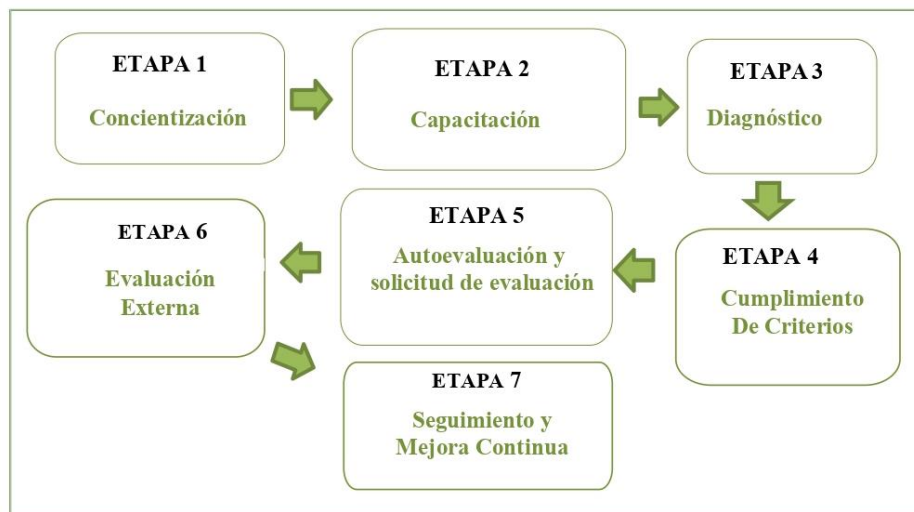 ETAPA 1
Concientización
ETAPA 2
Capacitación
ETAPA 3
Diagnóstico
ETAPA 4
Cumplimiento
De Criterios
ETAPA 5
Autoevaluación y
solicitud de evaluación
ETAPA 6
Evaluación
Externa
ETAPA 7
Seguimiento y
Mejora Continua